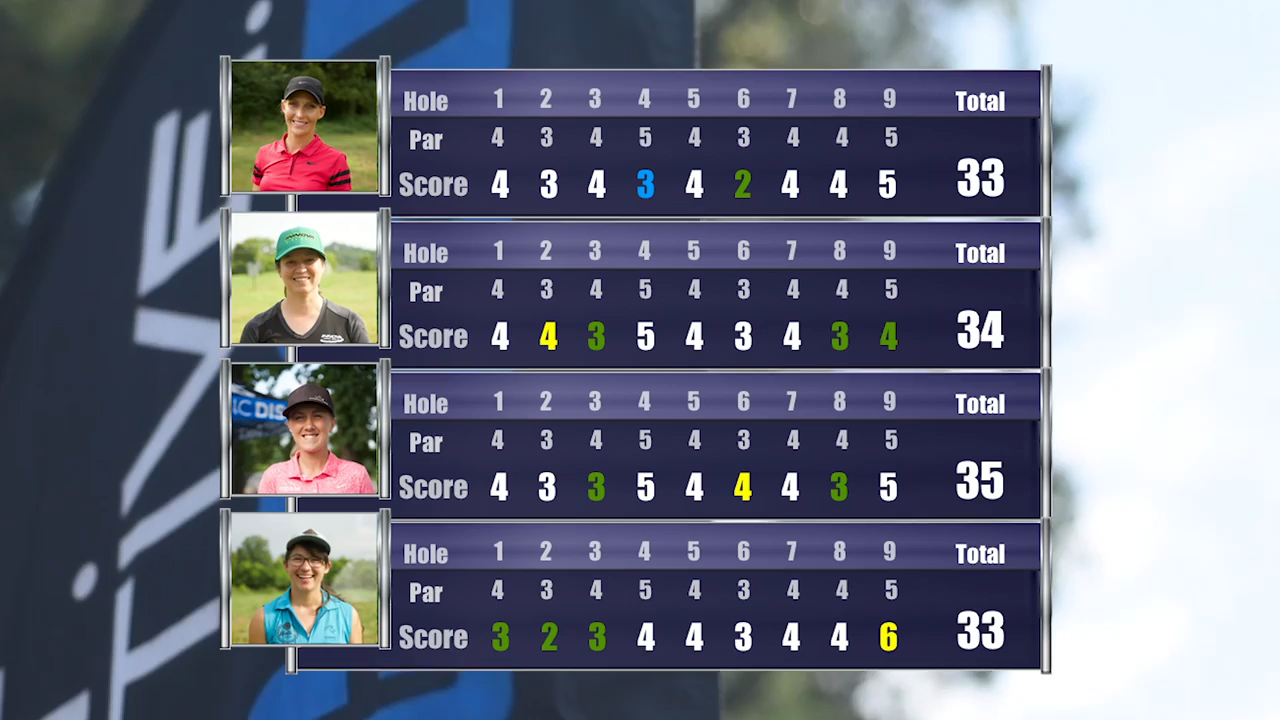 Hole 1 2 3 4 5 6 7 8 9 Total
Par 4 3 4 5 4 3 4 4 5
Score 4 3 4 3 4 2 4 4 5 33
Hole 1 2 3 4 5 6 7 8 9 Total
Par 4 3 4 5 4 3 4 4 5
Score 4 4 3 5 4 3 4 3 4 34
Hole 1 2 3 4 5 6 7 8 9 Total
Par 4 3 4 5 4 3 4 4 5
Score 4 3 3 5 4 4 4 3 5 35
Hole 1 2 3 4 5 6 7 8 9 Total
Par 4 3 4 5 4 3 4 4 5
Score 3 2 3 4 4 3 4 4 6 33